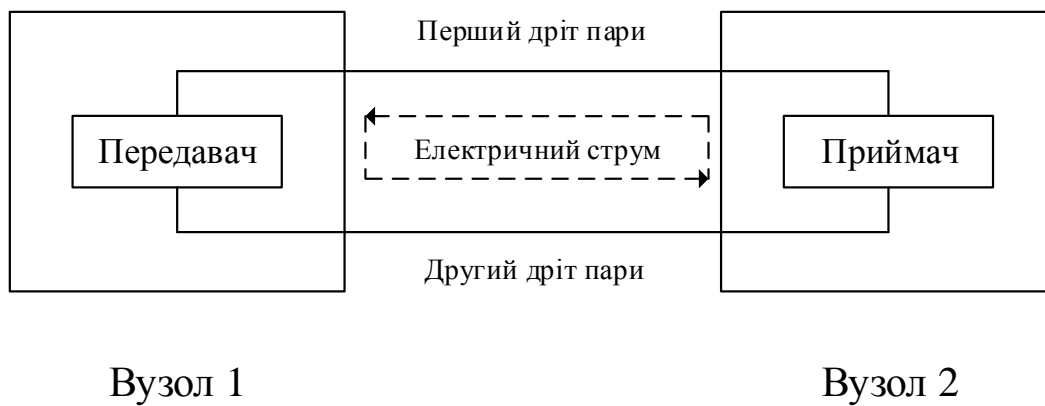 Перший дріт пари
Передавач
Електричний струм
Приймач
Другий дріт пари
Вузол 1
Вузол 2